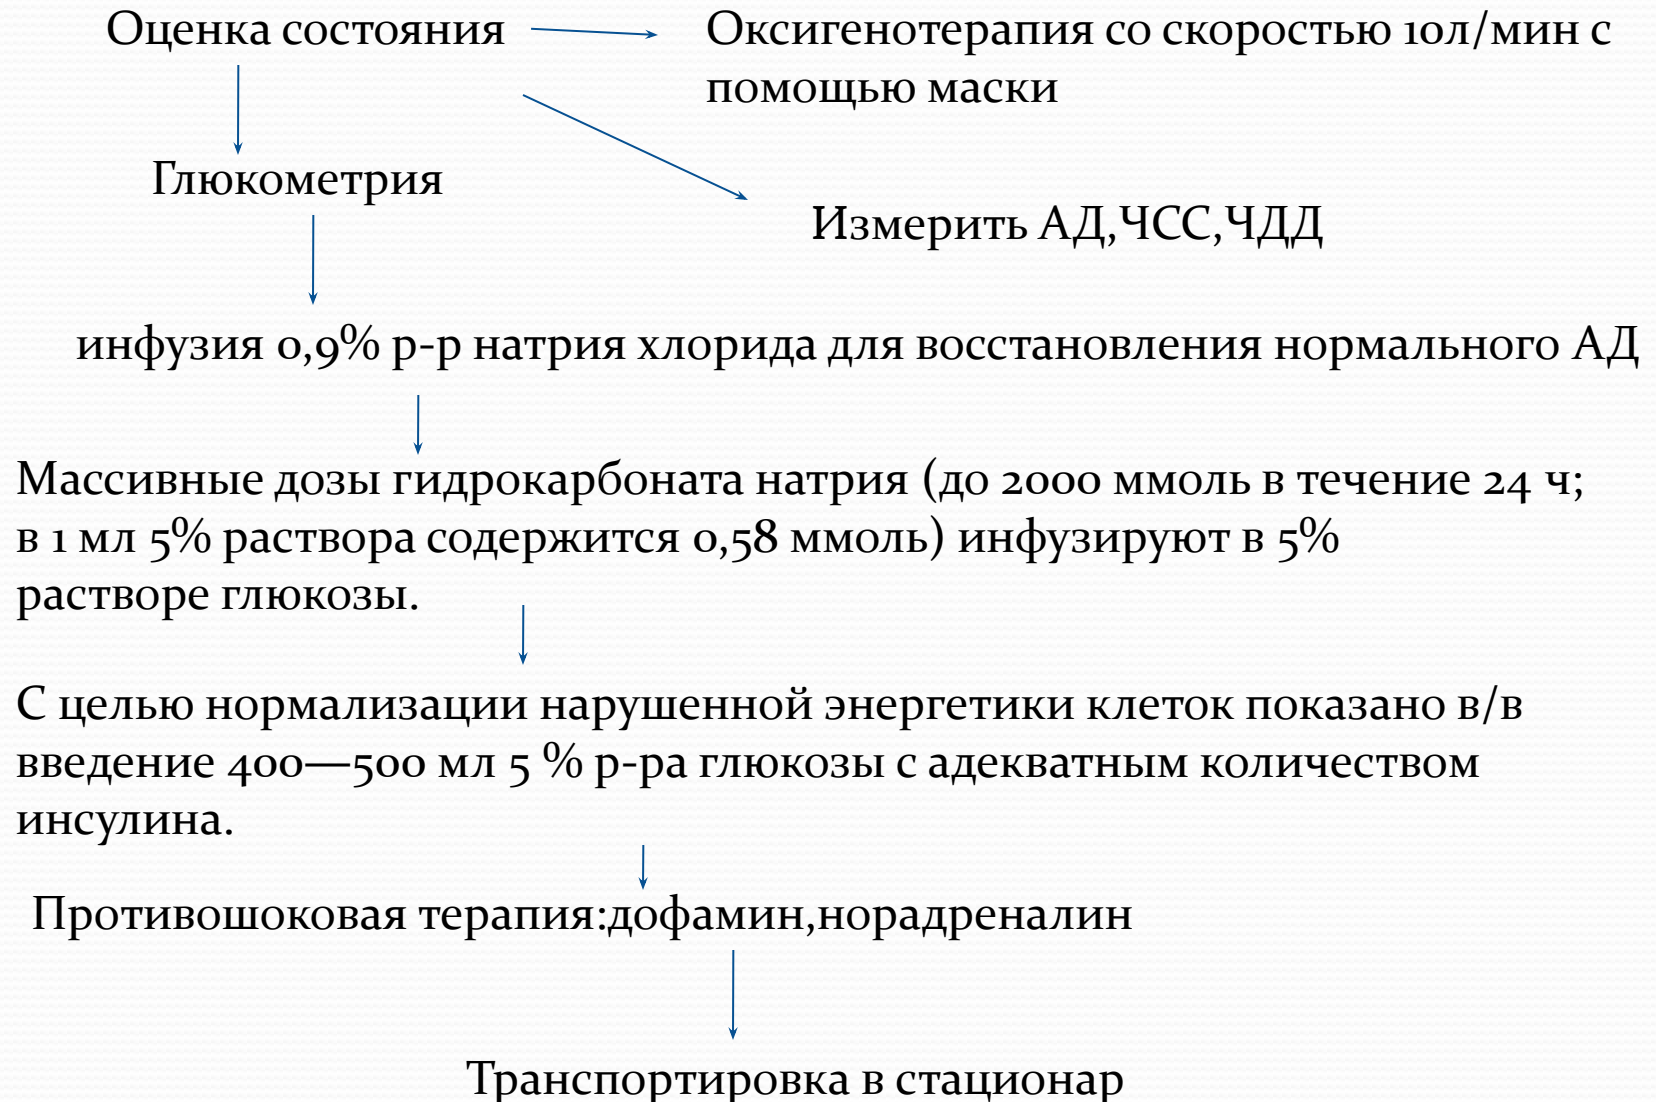 Оценка состояния
Оксигенотерапия со скоростью 10л/мин с
помощью маски
Глюкометрия
Измерить АД,ЧСС,ЧДД
инфузия 0,9% р-р натрия хлорида для восстановления нормального АД
Массивные дозы гидрокарбоната натрия (до 2000 ммоль в течение 24 ч;
в 1 мл 5% раствора содержится 0,58 ммоль) инфузируют в 5%
растворе глюкозы.
С целью нормализации нарушенной энергетики клеток показано в/в
введение 400—500 мл 5 % р-ра глюкозы с адекватным количеством
инсулина.
Противошоковая терапия:дофамин,норадреналин
Транспортировка в стационар